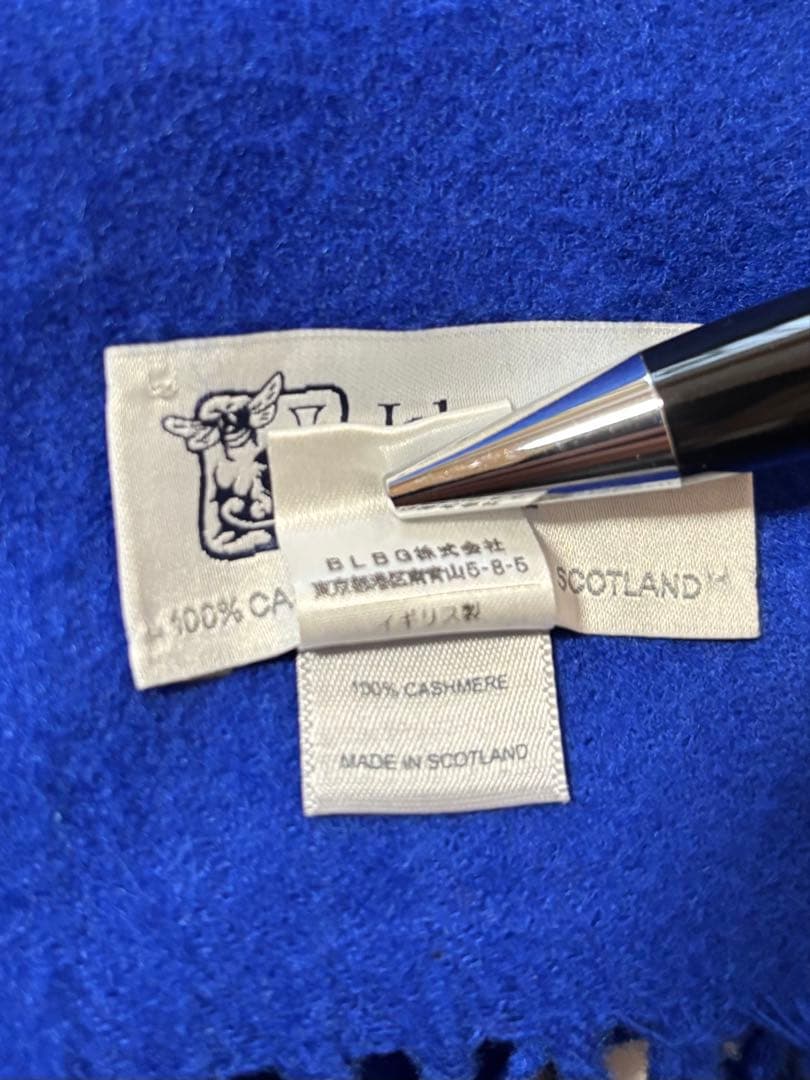 100% CA
SCOTLAND
BLBG株式会社
東京都港区南青山5-8-5
イギリス製
100% CASHMERE
MADE IN SCOTLAND